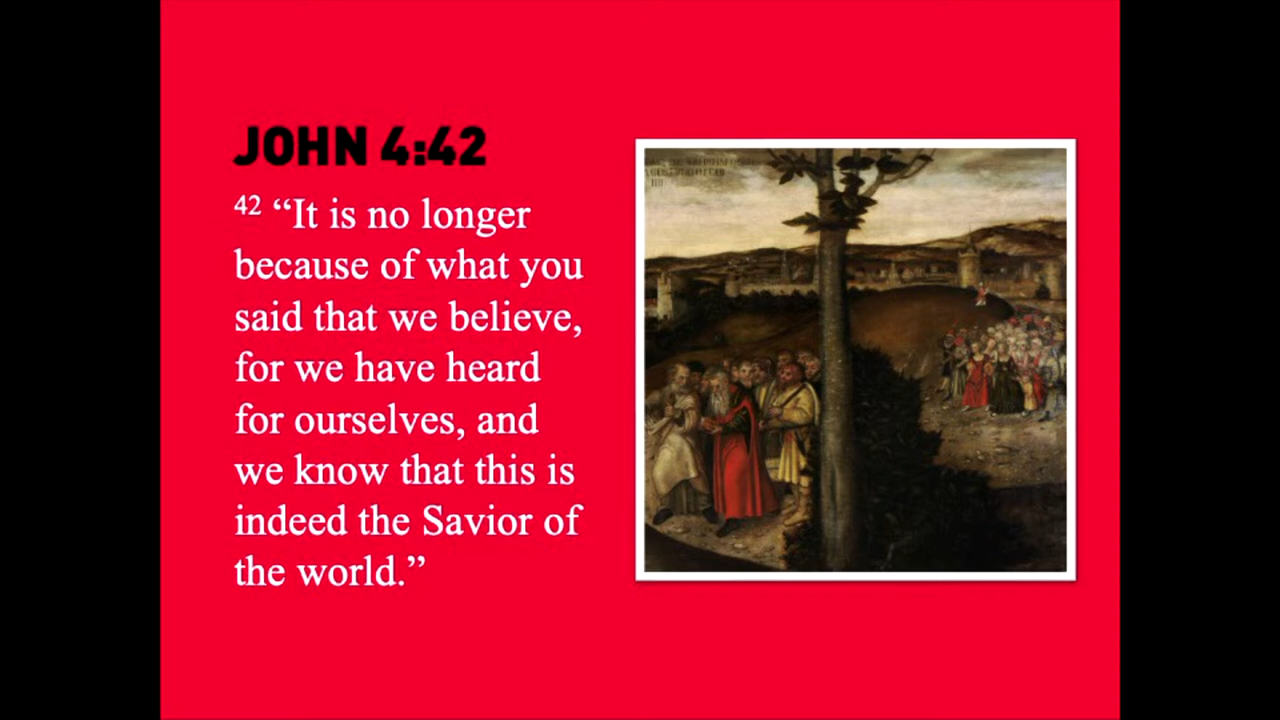 JOHN 4:42
42 “It is no longer
because of what you
said that we believe,
for we have heard
for ourselves, and
we know that this is
indeed the Savior of
the world.”